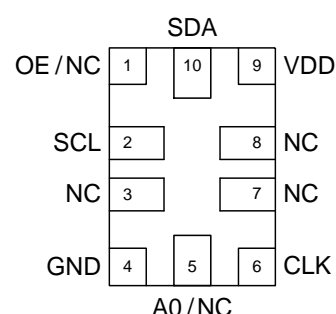 SDA
OE/NC 1 10 9 VDD
SCL 2 8 NC
NC 3 7 NC
GND 4 5 6 CLK
A0/NC